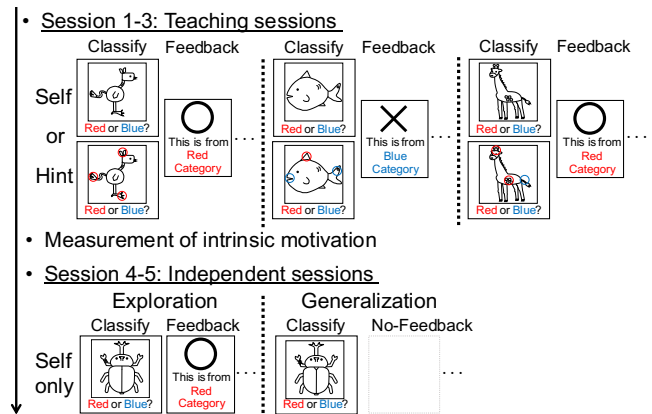 • Session 1-3: Teaching sessions
Classify Feedback Classify Feedback Classify Feedback
Self
or
Hint
Red or Blue?
This is from
Red
Category
Red or Blue?
...
Red or Blue?
This is from
Blue
Category
Red or Blue?
...
Red or Blue?
This is from
Red
Category
Red or Blue?
...
• Measurement of intrinsic motivation
• Session 4-5: Independent sessions
Exploration Generalization
Classify Feedback Classify No-Feedback
Self
only
Red or Blue?
This is from
Red
Category
...
Red or Blue?
...